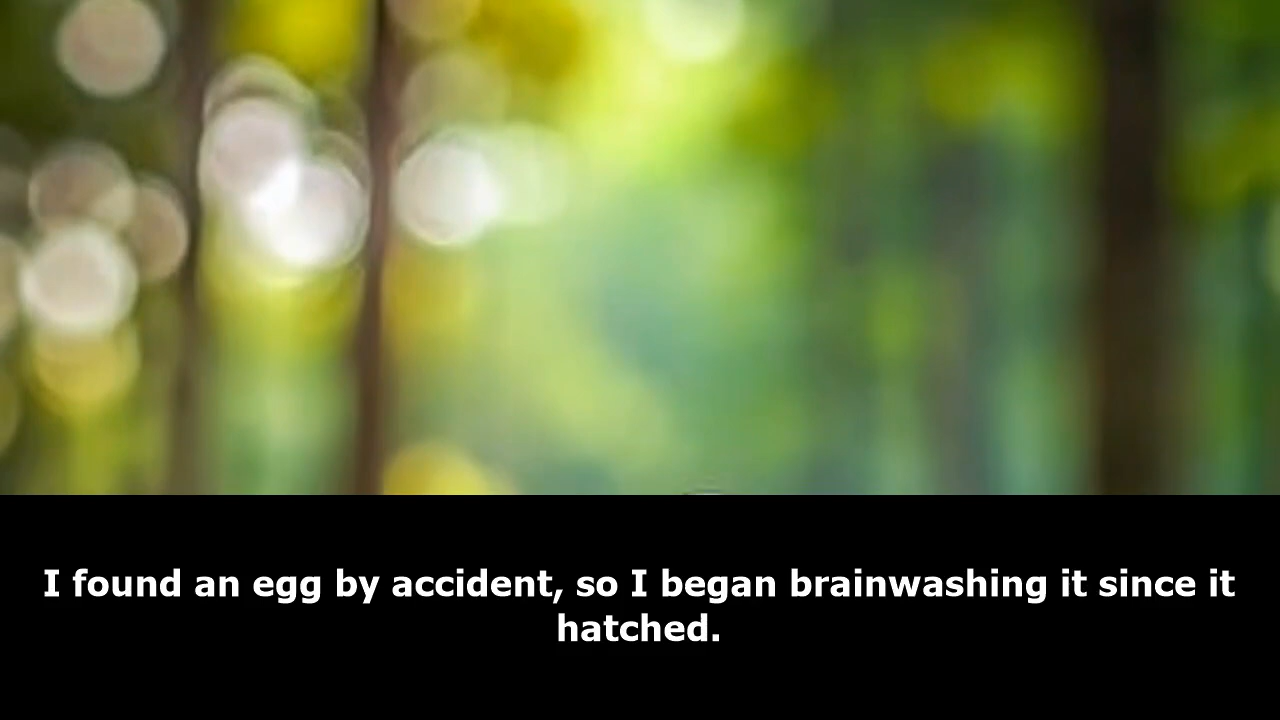 I found an egg by accident, so I began brainwashing it since it
hatched.